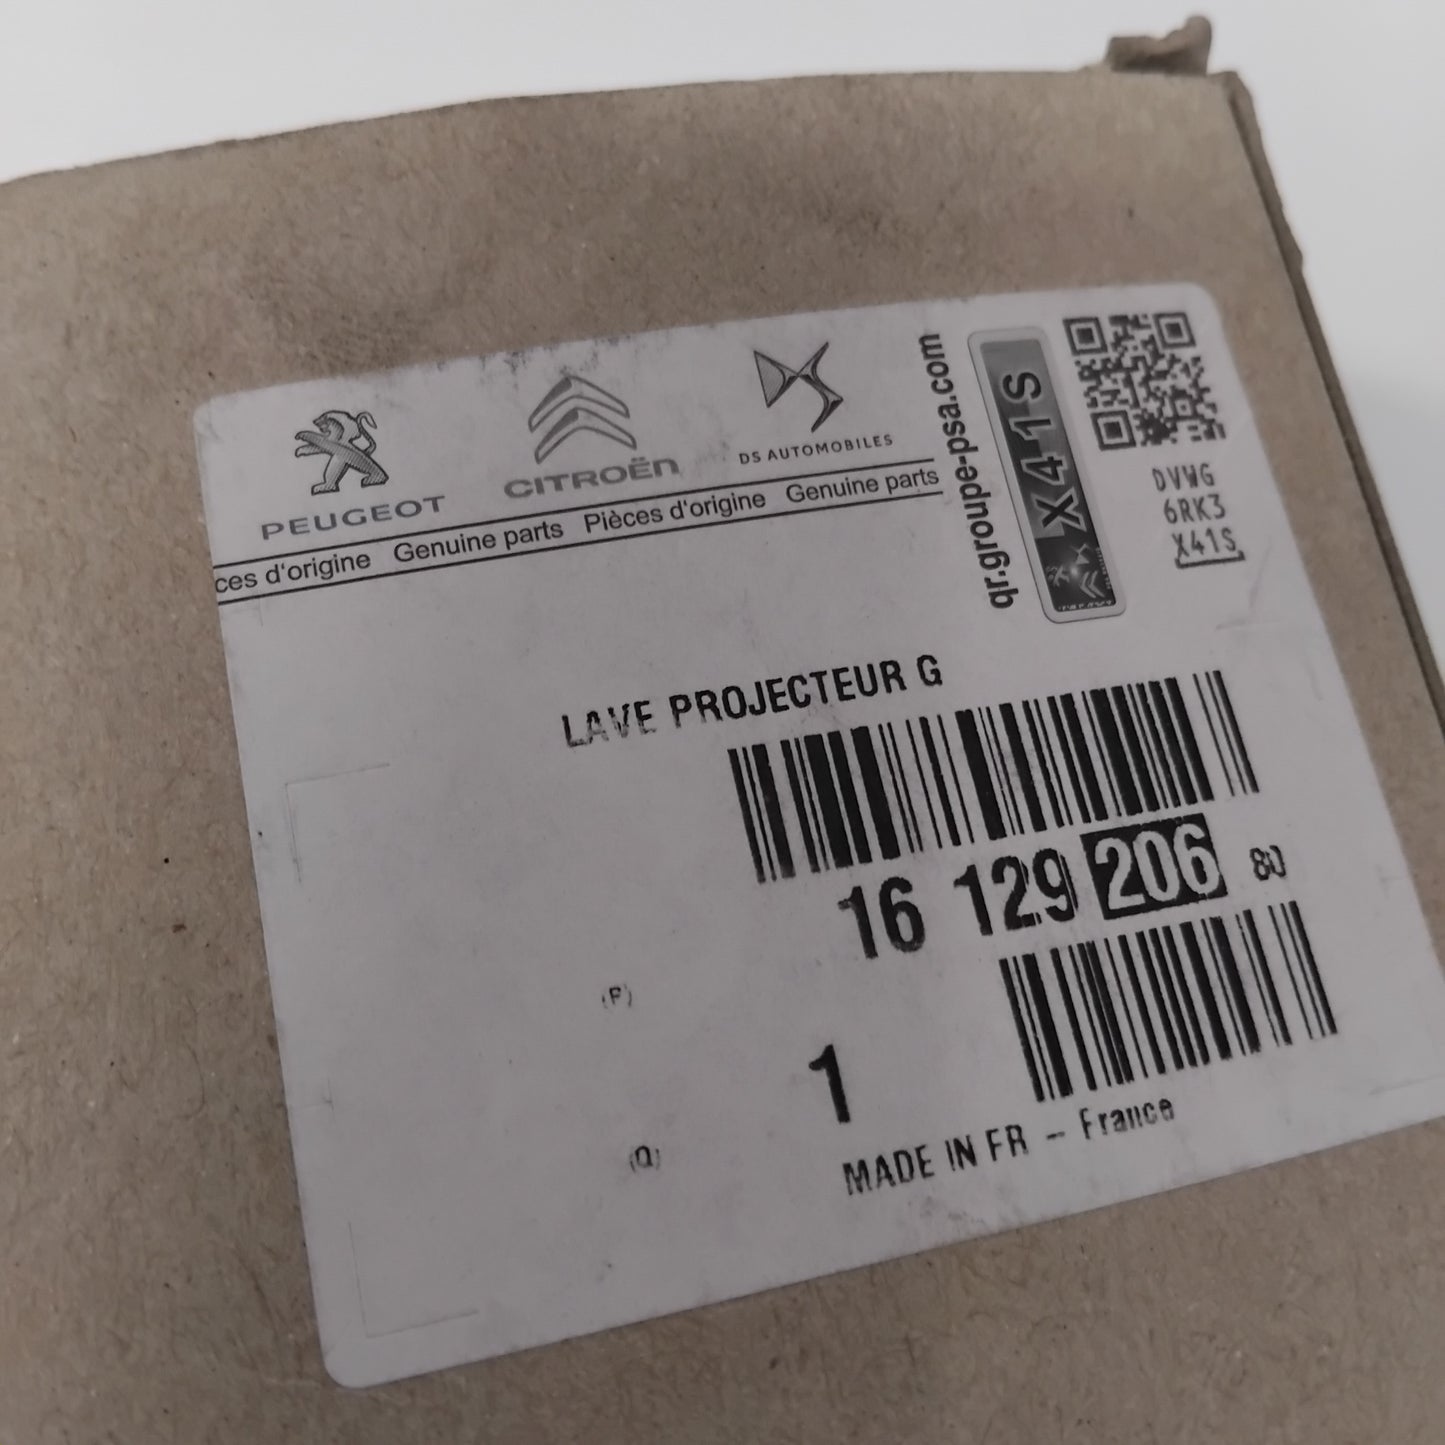 PEUGEOT
CITROËN
DS AUTOMOBILES
ces d'origine Genuine parts Pièces d'origine Genuine parts
qr.groupe-psa.com
X41S
DVWG
6RK3
X41S
LAVE PROJECTEUR G
16 129 206 80
(P)
1
(Q)
MADE IN FR - France